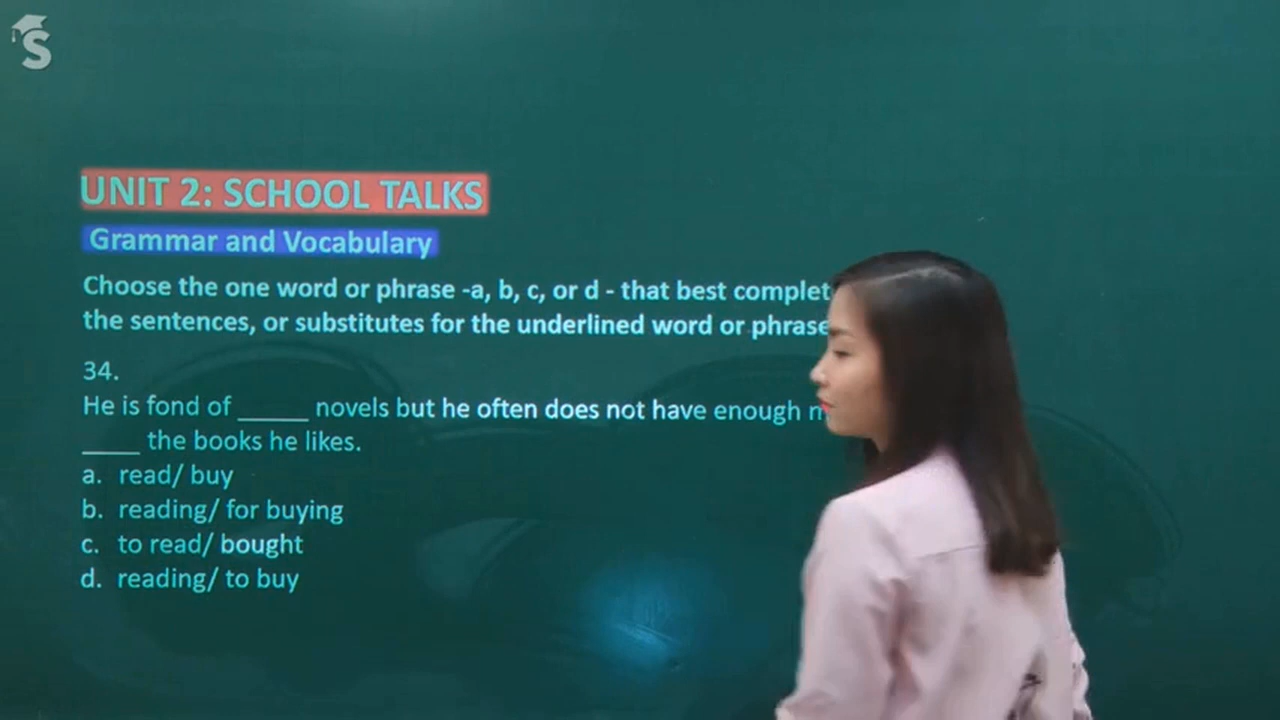 S
UNIT 2: SCHOOL TALKS
Grammar and Vocabulary
Choose the one word or phrase -a, b, c, or d - that best complet
the sentences, or substitutes for the underlined word or phrase
34.
He is fond of _____ novels but he often does not have enough
____ the books he likes.
a. read/ buy
b. reading/ for buying
c. to read/ bought
d. reading/ to buy